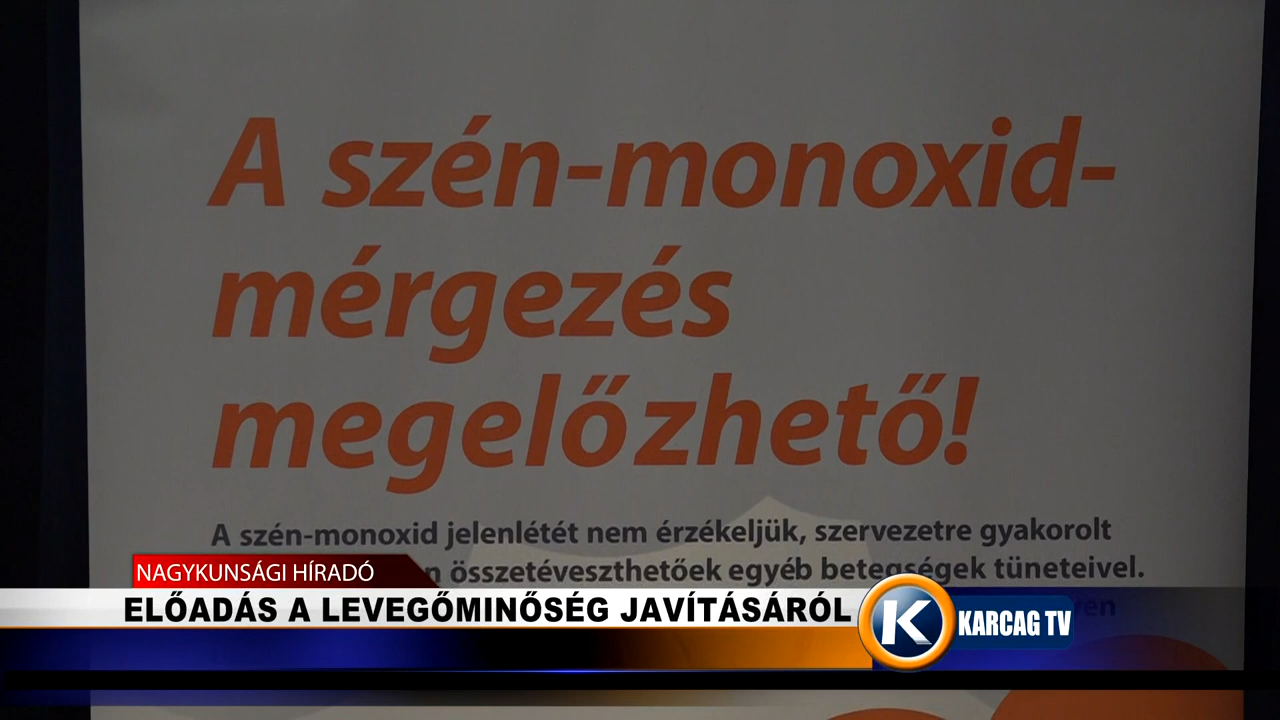 A szén-monoxid-
mérgezés
megelőzhető!
A szén-monoxid jelenlétét nem érzékeljük, szervezetre gyakorolt
összetéveszthetőek egyéb betegségek tüneteivel.
NAGYKUNSÁGI HÍRADÓ
ELŐADÁS A LEVEGŐMINŐSÉG JAVÍTÁSÁRÓL
K KARCAG TV